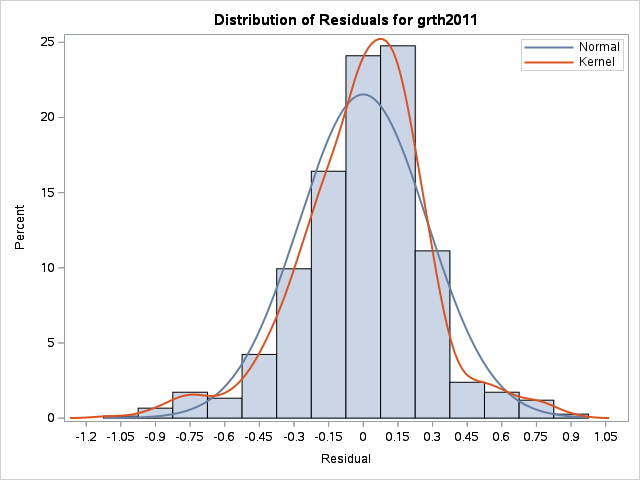 Distribution of Residuals for grth2011
Normal
Kernel
25
20
15
10
5
0
Percent
-1.2 -1.05 -0.9 -0.75 -0.6 -0.45 -0.3 -0.15 0 0.15 0.3 0.45 0.6 0.75 0.9 1.05
Residual